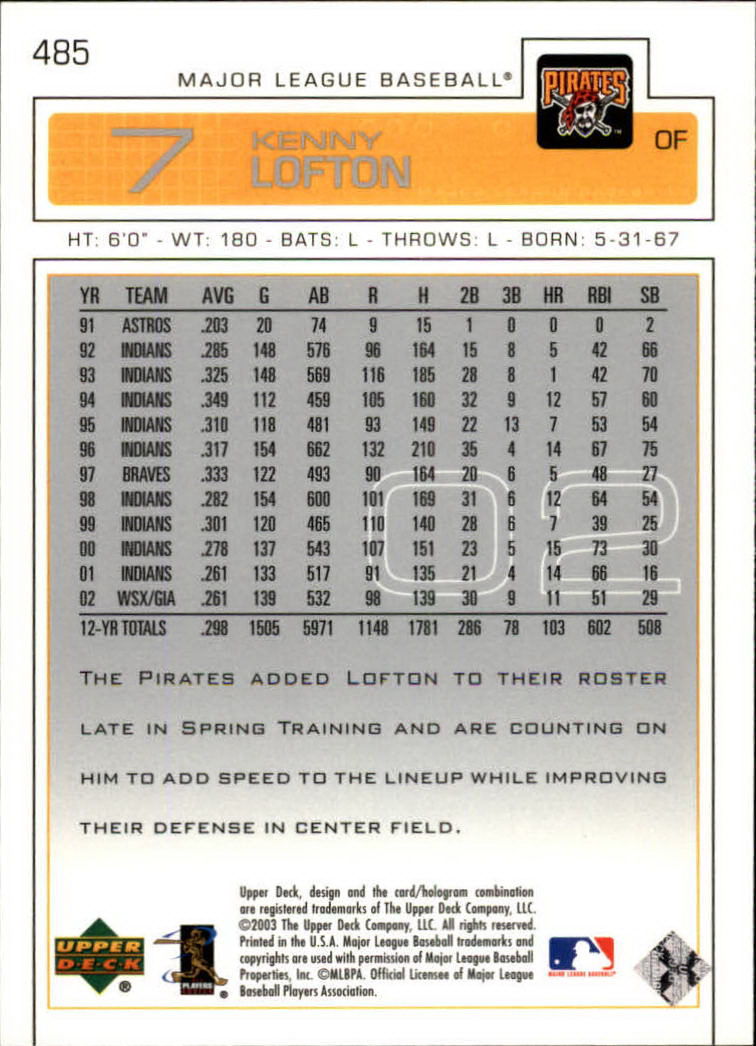 485
MAJOR LEAGUE BASEBALL®
PIRATES™
7 KENNY LOFTON OF
HT: 6'0" - WT: 180 - BATS: L - THROWS: L - BORN: 5-31-67
YR TEAM AVG G AB R H 2B 3B HR RBI SB
91 ASTROS .203 20 74 9 15 1 0 0 0 2
92 INDIANS .285 148 576 96 164 15 8 5 42 66
93 INDIANS .325 148 569 116 185 28 8 1 42 70
94 INDIANS .349 112 459 105 160 32 9 12 57 60
95 INDIANS .310 118 481 93 149 22 13 7 53 54
96 INDIANS .317 154 662 132 210 35 4 14 67 75
97 BRAVES .333 122 493 90 164 20 6 5 48 27
98 INDIANS .282 154 600 101 169 31 6 12 64 54
99 INDIANS .301 120 465 110 140 28 6 7 39 25
00 INDIANS .278 137 543 107 151 23 5 15 73 30
01 INDIANS .261 133 517 91 135 21 4 14 66 16
02 WSX/GIA .261 139 532 98 139 30 9 11 51 29
12-YR TOTALS .298 1505 5971 1148 1781 286 78 103 602 508
02
THE PIRATES ADDED LOFTON TO THEIR ROSTER
LATE IN SPRING TRAINING AND ARE COUNTING ON
HIM TO ADD SPEED TO THE LINEUP WHILE IMPROVING
THEIR DEFENSE IN CENTER FIELD.
Upper Deck, design and the card/hologram combination
are registered trademarks of The Upper Deck Company, LLC.
©2003 The Upper Deck Company, LLC. All rights reserved.
Printed in the U.S.A. Major League Baseball trademarks and
copyrights are used with permission of Major League Baseball
Properties, Inc. ©MLBPA. Official Licensee of Major League
Baseball Players Association.
UPPER
DECK®
PLAYERS
CHOICE®
MAJOR LEAGUE BASEBALL